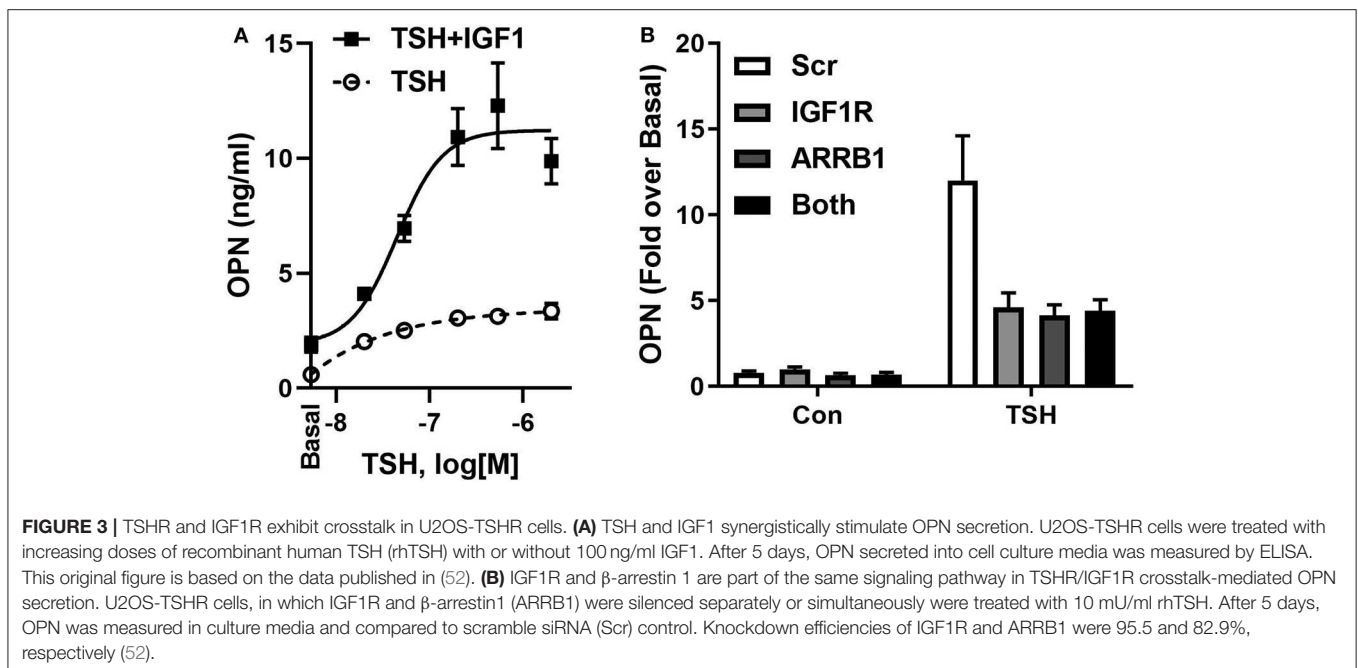 A
15
10
5
0
OPN (ng/ml)
TSH+IGF1
TSH
Basal
-8
-7
-6
TSH, log[M]
B
20
15
10
5
0
OPN (Fold over Basal)
Scr
IGF1R
ARRB1
Both
Con
TSH
FIGURE 3 | TSHR and IGF1R exhibit crosstalk in U2OS-TSHR cells. (A) TSH and IGF1 synergistically stimulate OPN secretion. U2OS-TSHR cells were treated with
increasing doses of recombinant human TSH (rhTSH) with or without 100 ng/ml IGF1. After 5 days, OPN secreted into cell culture media was measured by ELISA.
This original figure is based on the data published in (52). (B) IGF1R and β-arrestin 1 are part of the same signaling pathway in TSHR/IGF1R crosstalk-mediated OPN
secretion. U2OS-TSHR cells, in which IGF1R and β-arrestin1 (ARRB1) were silenced separately or simultaneously were treated with 10 mU/ml rhTSH. After 5 days,
OPN was measured in culture media and compared to scramble siRNA (Scr) control. Knockdown efficiencies of IGF1R and ARRB1 were 95.5 and 82.9%,
respectively (52).